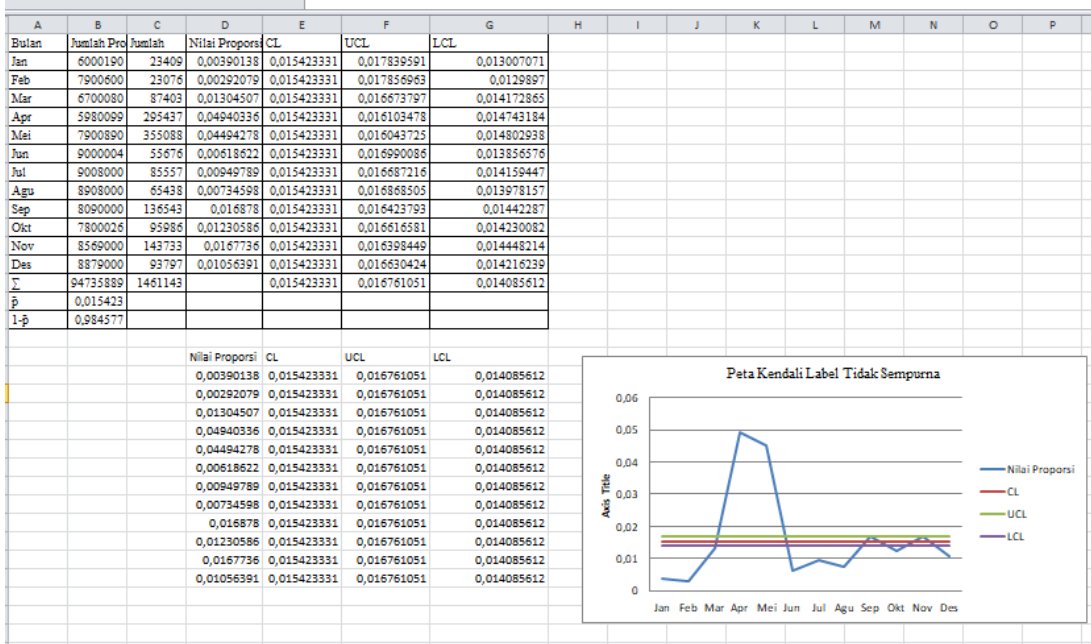 A B C D E F G H I J K L M N O P
Bulan Jumlah Pro Jumlah Nilai Proporsi CL UCL LCL
Jan 6000190 23409 0,00390138 0,015423331 0,017839591 0,013007071
Feb 7900600 23076 0,00292079 0,015423331 0,017856963 0,0129897
Mar 6700080 87403 0,01304507 0,015423331 0,016673797 0,014172865
Apr 5980099 295437 0,04940336 0,015423331 0,016103478 0,014743184
Mei 7900890 355088 0,04494278 0,015423331 0,016043725 0,014802938
Jun 9000004 55676 0,00618622 0,015423331 0,016990086 0,013856576
Jul 9008000 85557 0,00949789 0,015423331 0,016687216 0,014159447
Agu 8908000 65438 0,00734598 0,015423331 0,016868505 0,013978157
Sep 8090000 136543 0,016878 0,015423331 0,016423793 0,01442287
Okt 7800026 95986 0,01230586 0,015423331 0,016616581 0,014230082
Nov 8569000 143733 0,0167736 0,015423331 0,016398449 0,014448214
Des 8879000 93797 0,01056391 0,015423331 0,016630424 0,014216239
∑ 94735889 1461143 0,015423331 0,016761051 0,014085612
p̄ 0,015423
1-p̄ 0,984577
Nilai Proporsi CL UCL LCL
0,00390138 0,015423331 0,016761051 0,014085612
0,00292079 0,015423331 0,016761051 0,014085612
0,01304507 0,015423331 0,016761051 0,014085612
0,04940336 0,015423331 0,016761051 0,014085612
0,04494278 0,015423331 0,016761051 0,014085612
0,00618622 0,015423331 0,016761051 0,014085612
0,00949789 0,015423331 0,016761051 0,014085612
0,00734598 0,015423331 0,016761051 0,014085612
0,016878 0,015423331 0,016761051 0,014085612
0,01230586 0,015423331 0,016761051 0,014085612
0,0167736 0,015423331 0,016761051 0,014085612
0,01056391 0,015423331 0,016761051 0,014085612
Peta Kendali Label Tidak Sempurna
0,06
0,05
0,04
0,03
0,02
0,01
0
Axis Title
Jan Feb Mar Apr Mei Jun Jul Agu Sep Okt Nov Des
Nilai Proporsi
CL
UCL
LCL